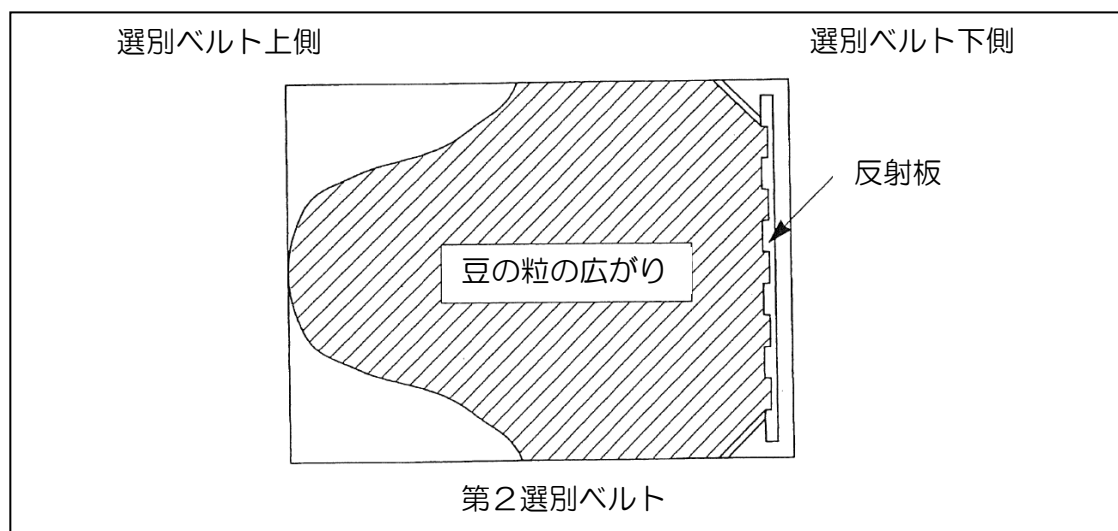 選別ベルト上側
選別ベルト下側
反射板
豆の粒の広がり
第２選別ベルト